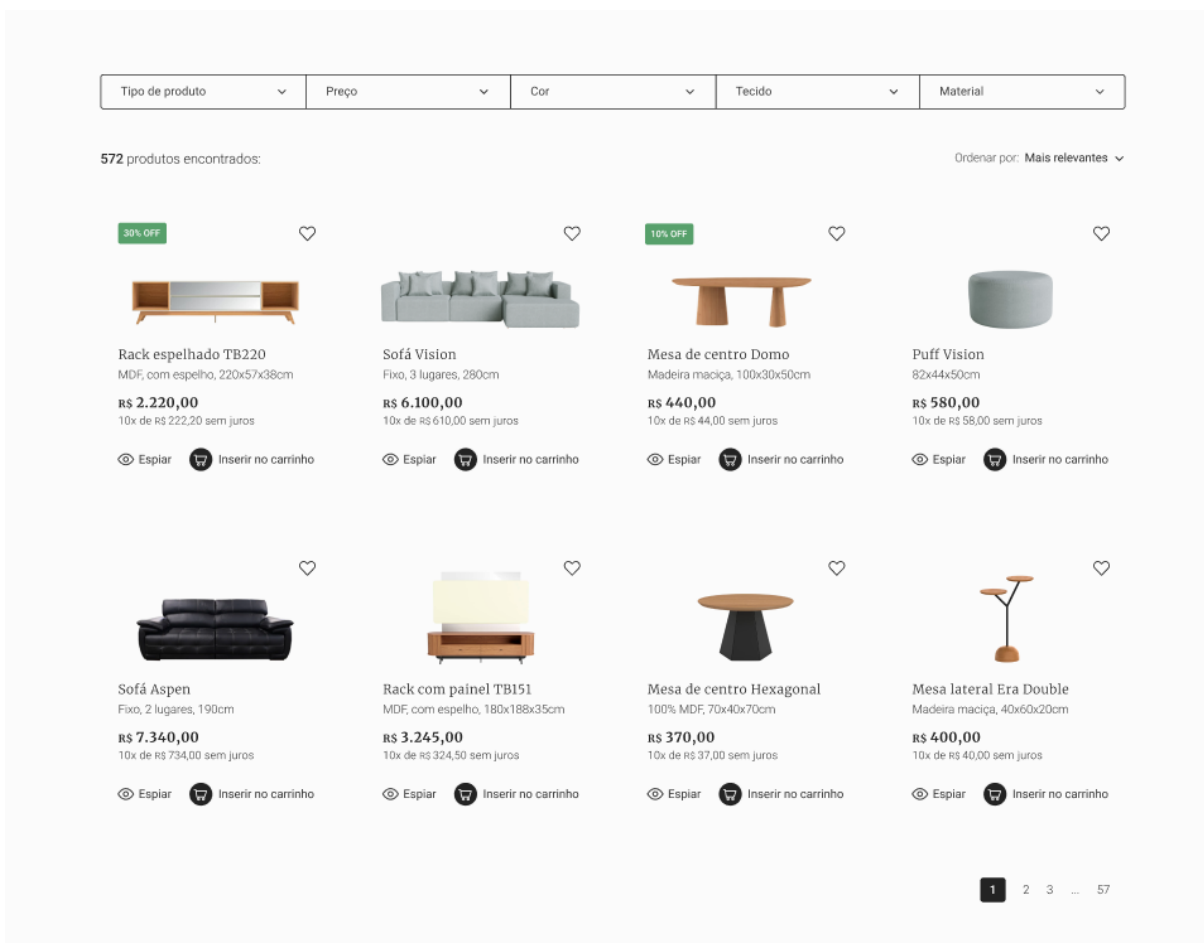 Tipo de produto Preço Cor Tecido Material
572 produtos encontrados: Ordenar por: Mais relevantes
30% OFF
Rack espelhado TB220
MDF, com espelho, 220x57x38cm
R$ 2.220,00
10x de R$ 222,20 sem juros
Espiar Inserir no carrinho
Sofá Vision
Fixo, 3 lugares, 280cm
R$ 6.100,00
10x de R$ 610,00 sem juros
Espiar Inserir no carrinho
10% OFF
Mesa de centro Domo
Madeira maciça, 100x30x50cm
R$ 440,00
10x de R$ 44,00 sem juros
Espiar Inserir no carrinho
Puff Vision
82x44x50cm
R$ 580,00
10x de R$ 58,00 sem juros
Espiar Inserir no carrinho
Sofá Aspen
Fixo, 2 lugares, 190cm
R$ 7.340,00
10x de R$ 734,00 sem juros
Espiar Inserir no carrinho
Rack com painel TB151
MDF, com espelho, 180x188x35cm
R$ 3.245,00
10x de R$ 324,50 sem juros
Espiar Inserir no carrinho
Mesa de centro Hexagonal
100% MDF, 70x40x70cm
R$ 370,00
10x de R$ 37,00 sem juros
Espiar Inserir no carrinho
Mesa lateral Era Double
Madeira maciça, 40x60x20cm
R$ 400,00
10x de R$ 40,00 sem juros
Espiar Inserir no carrinho
1 2 3 ... 57